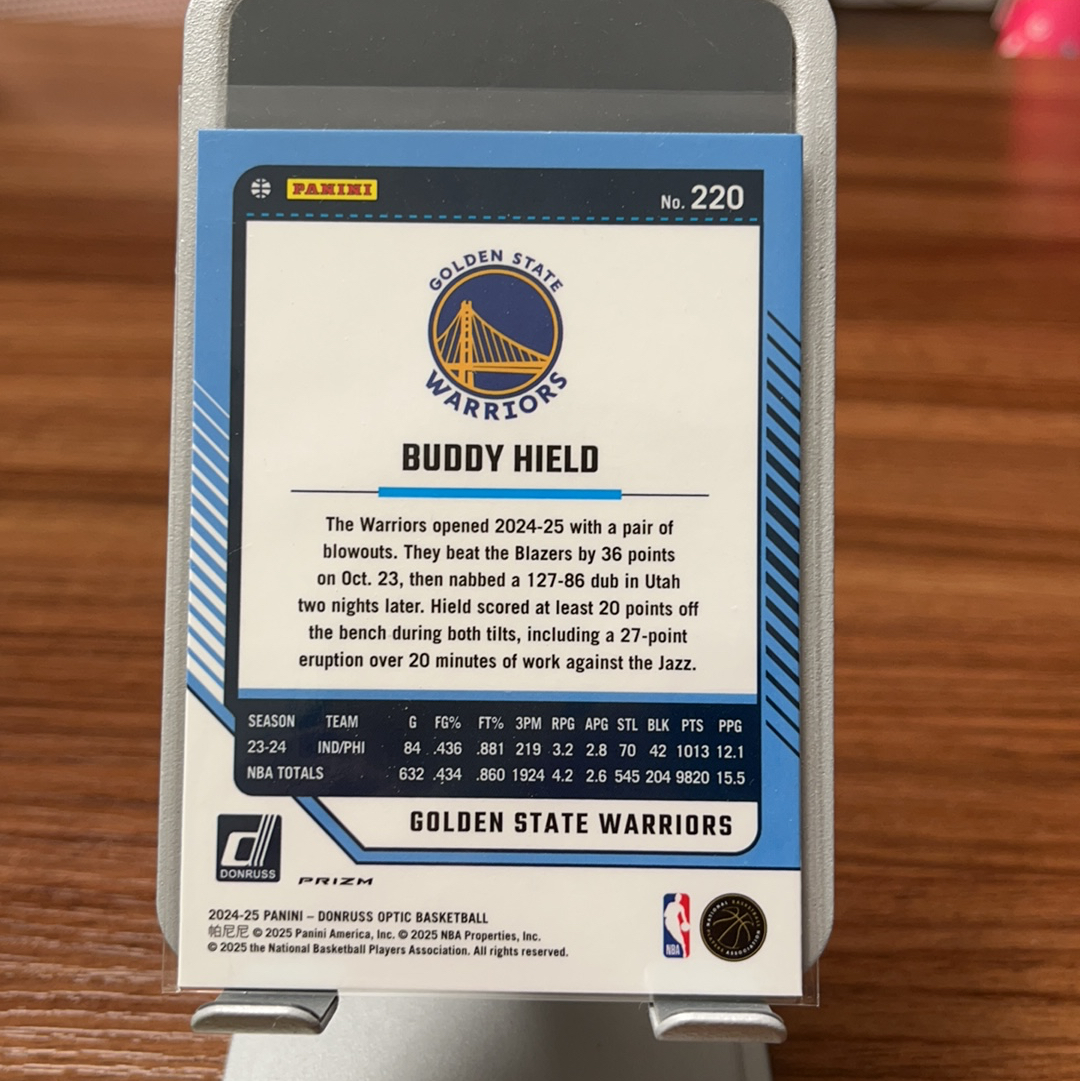 PANINI
No. 220
GOLDEN STATE
WARRIORS
BUDDY HIELD
The Warriors opened 2024-25 with a pair of
blowouts. They beat the Blazers by 36 points
on Oct. 23, then nabbed a 127-86 dub in Utah
two nights later. Hield scored at least 20 points off
the bench during both tilts, including a 27-point
eruption over 20 minutes of work against the Jazz.
SEASON TEAM G FG% FT% 3PM RPG APG STL BLK PTS PPG
23-24 IND/PHI 84 .436 .881 219 3.2 2.8 70 42 1013 12.1
NBA TOTALS 632 .434 .860 1924 4.2 2.6 545 204 9820 15.5
GOLDEN STATE WARRIORS
DONRUSS
PRIZM
2024-25 PANINI – DONRUSS OPTIC BASKETBALL
帕尼尼 © 2025 Panini America, Inc. © 2025 NBA Properties, Inc.
© 2025 the National Basketball Players Association. All rights reserved.
NBA
NATIONAL BASKETBALL
PLAYERS ASSOCIATION